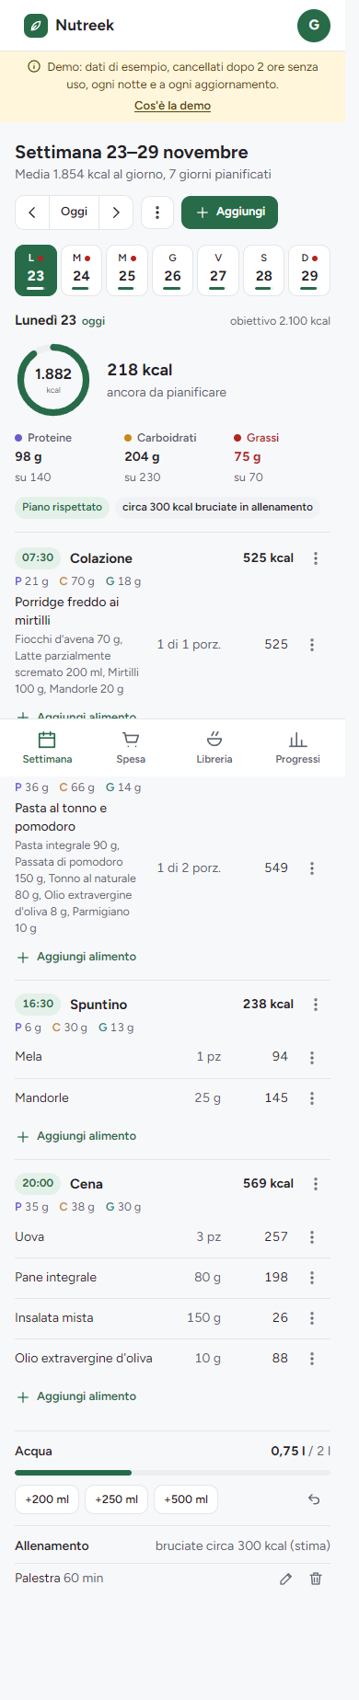 Nutreek
G
Demo: dati di esempio, cancellati dopo 2 ore senza
uso, ogni notte e a ogni aggiornamento.
Cos'è la demo
Settimana 23–29 novembre
Media 1.854 kcal al giorno, 7 giorni pianificati
Oggi
Aggiungi
L M M G V S D
23 24 25 26 27 28 29
Lunedì 23 oggi
obiettivo 2.100 kcal
1.882
kcal
218 kcal
ancora da pianificare
Proteine Carboidrati Grassi
98 g 204 g 75 g
su 140 su 230 su 70
Piano rispettato
circa 300 kcal bruciate in allenamento
07:30 Colazione 525 kcal
P 21 g C 70 g G 18 g
Porridge freddo ai
mirtilli
Fiocchi d'avena 70 g,
Latte parzialmente
scremato 200 ml, Mirtilli
100 g, Mandorle 20 g
1 di 1 porz. 525
Aggiungi alimento
Settimana Spesa Libreria Progressi
P 36 g C 66 g G 14 g
Pasta al tonno e
pomodoro
Pasta integrale 90 g,
Passata di pomodoro
150 g, Tonno al naturale
80 g, Olio extravergine
d'oliva 8 g, Parmigiano
10 g
1 di 2 porz. 549
Aggiungi alimento
16:30 Spuntino 238 kcal
P 6 g C 30 g G 13 g
Mela 1 pz 94
Mandorle 25 g 145
Aggiungi alimento
20:00 Cena 569 kcal
P 35 g C 38 g G 30 g
Uova 3 pz 257
Pane integrale 80 g 198
Insalata mista 150 g 26
Olio extravergine d'oliva 10 g 88
Aggiungi alimento
Acqua 0,75 l / 2 l
+200 ml +250 ml +500 ml
Allenamento bruciate circa 300 kcal (stima)
Palestra 60 min